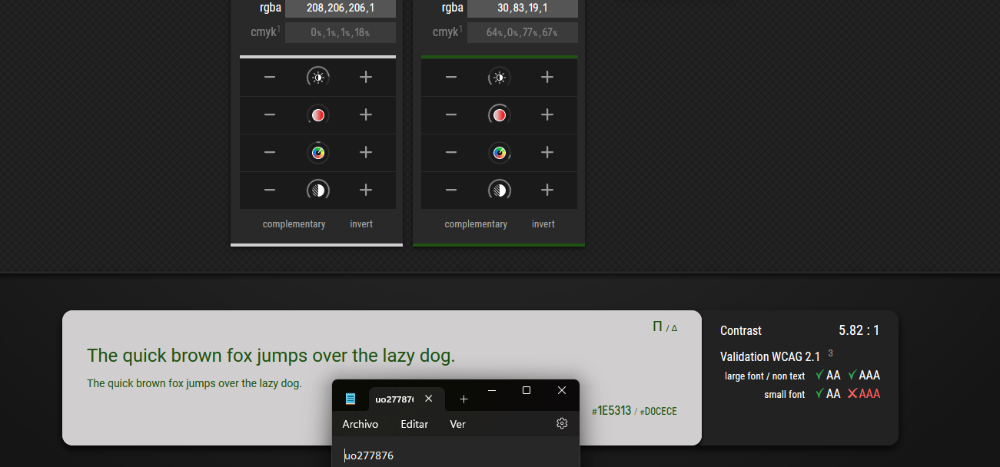 rgba 208,206,206,1
cmyk1 0%,1%,1%,18%
complementary invert
rgba 30,83,19,1
cmyk1 64%,0%,77%,67%
complementary invert
Π / Δ
The quick brown fox jumps over the lazy dog.
The quick brown fox jumps over the lazy dog.
#1E5313 / #D0CECE
Contrast 5.82 : 1
Validation WCAG 2.1 3
large font / non text AA AAA
small font AA AAA
uo277876
Archivo Editar Ver
uo277876